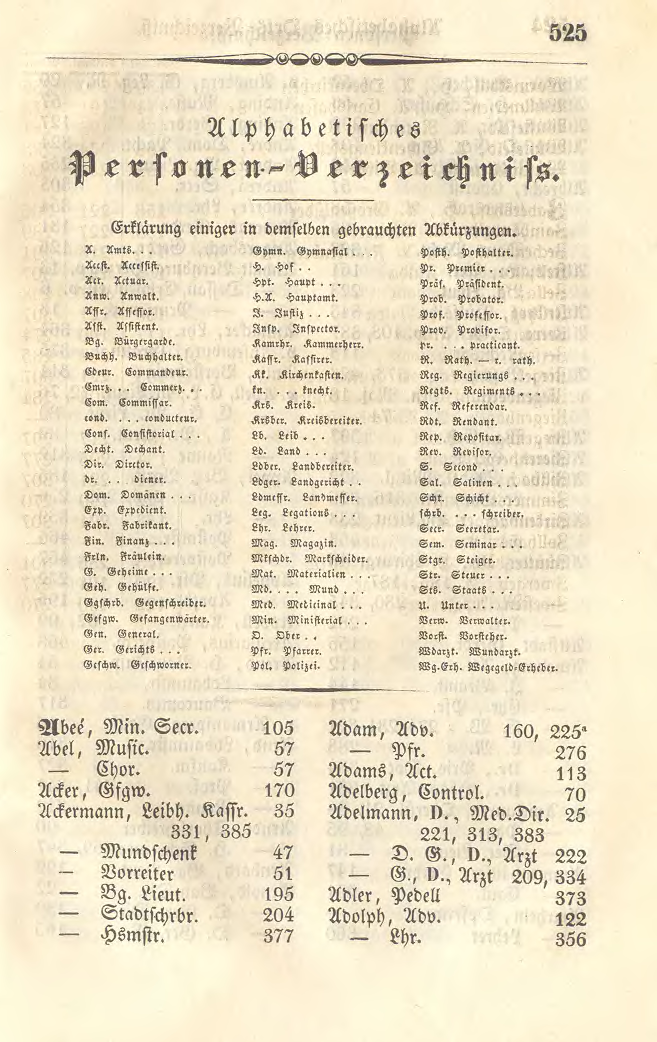 525
Alphabetisches
Personen-Verzeichniss.
Erklärung einiger in demselben gebrauchten Abkürzungen.
A. Amts. . .
Accst. Accessist.
Act. Actuar.
Anw. Anwalt.
Assr. Assessor.
Asst. Assistent.
Bg. Bürgergarde.
Buchh. Buchhalter.
Cdeur. Commandeur.
Cmrz. . . Commerz. . .
Com. Commissar.
cond. . . . conducteur.
Cons. Consistorial . . .
Decht. Dechant.
Dir. Director.
dr. . . diener.
Dom. Domänen . . .
Exp. Expedient.
Fabr. Fabrikant.
Fin. Finanz . . .
Frln. Fräulein.
G. Geheime . . .
Geh. Gehülfe.
Ggschrb. Gegenschreiber.
Gefgw. Gefangenwärter.
Gen. General.
Ger. Gerichts . . .
Geschw. Geschworner.
Gymn. Gymnasial . . .
H. Hof . .
Hpt. Haupt . . .
H.A. Hauptamt.
J. Justiz . . .
Insp. Inspector.
Kamrhr. Kammerherr.
Kassr. Kassirer.
Kk. Kirchenkasten.
kn. . . . knecht.
Krs. Kreis.
Krsber. Kreisbereiter.
Lb. Leib . . .
Ld. Land . . .
Ldber. Landbereiter.
Ldger. Landgericht . .
Ldmessr. Landmesser.
Leg. Legations . . .
Lhr. Lehrer.
Mag. Magazin.
Mkschdr. Markscheider.
Mat. Materialien . . .
Md. . . . Mund . . .
Med. Medicinal . . .
Min. Ministerial . . .
O. Ober . .
Pfr. Pfarrer.
Pol. Polizei.
Posth. Posthalter.
Pr. Premier . . .
Präs. Präsident.
Prob. Probator.
Prof. Professor.
Prov. Provisor.
pr. . . . practicant.
R. Rath. — r. rath.
Reg. Regierungs . . .
Regts. Regiments . . .
Ref. Referendar.
Rdt. Rendant.
Rep. Repositar.
Rev. Revisor.
S. Second . . .
Sal. Salinen . . .
Scht. Schicht . . .
schrb. . . . schreiber.
Secr. Secretar.
Sem. Seminar . . .
Stgr. Steiger.
Str. Steuer . . .
Sts. Staats . . .
U. Unter . . .
Verw. Verwalter.
Vorst. Vorsteher.
Wdarzt. Wundarzt.
Wg.Erh. Wegegeld-Erheber.
Abeé, Min. Secr. 105
Abel, Music. 57
— Chor. 57
Acker, Gfgw. 170
Ackermann, Leibh. Kassr. 35
331, 385
— Mundschenk 47
— Vorreiter 51
— Bg. Lieut. 195
— Stadtschrbr. 204
— Hsmstr. 377
Adam, Adv. 160, 225a
— Pfr. 276
Adams, Act. 113
Adelberg, Control. 70
Adelmann, D., Med.Dir. 25
221, 313, 383
— D. G., D., Arzt 222
— G., D., Arzt 209, 334
Adler, Pedell 373
Adolph, Adv. 122
— Lhr. 356